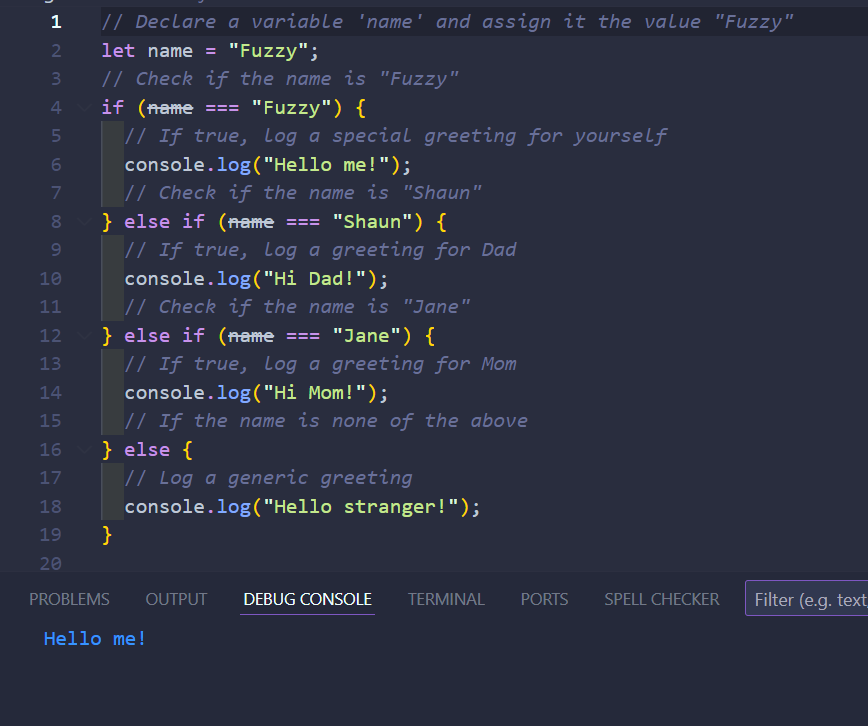 1 // Declare a variable 'name' and assign it the value "Fuzzy"
2 let name = "Fuzzy";
3 // Check if the name is "Fuzzy"
4 if (name === "Fuzzy") {
5 // If true, log a special greeting for yourself
6 console.log("Hello me!");
7 // Check if the name is "Shaun"
8 } else if (name === "Shaun") {
9 // If true, log a greeting for Dad
10 console.log("Hi Dad!");
11 // Check if the name is "Jane"
12 } else if (name === "Jane") {
13 // If true, log a greeting for Mom
14 console.log("Hi Mom!");
15 // If the name is none of the above
16 } else {
17 // Log a generic greeting
18 console.log("Hello stranger!");
19 }
20
PROBLEMS OUTPUT DEBUG CONSOLE TERMINAL PORTS SPELL CHECKER Filter (e.g. text,
Hello me!